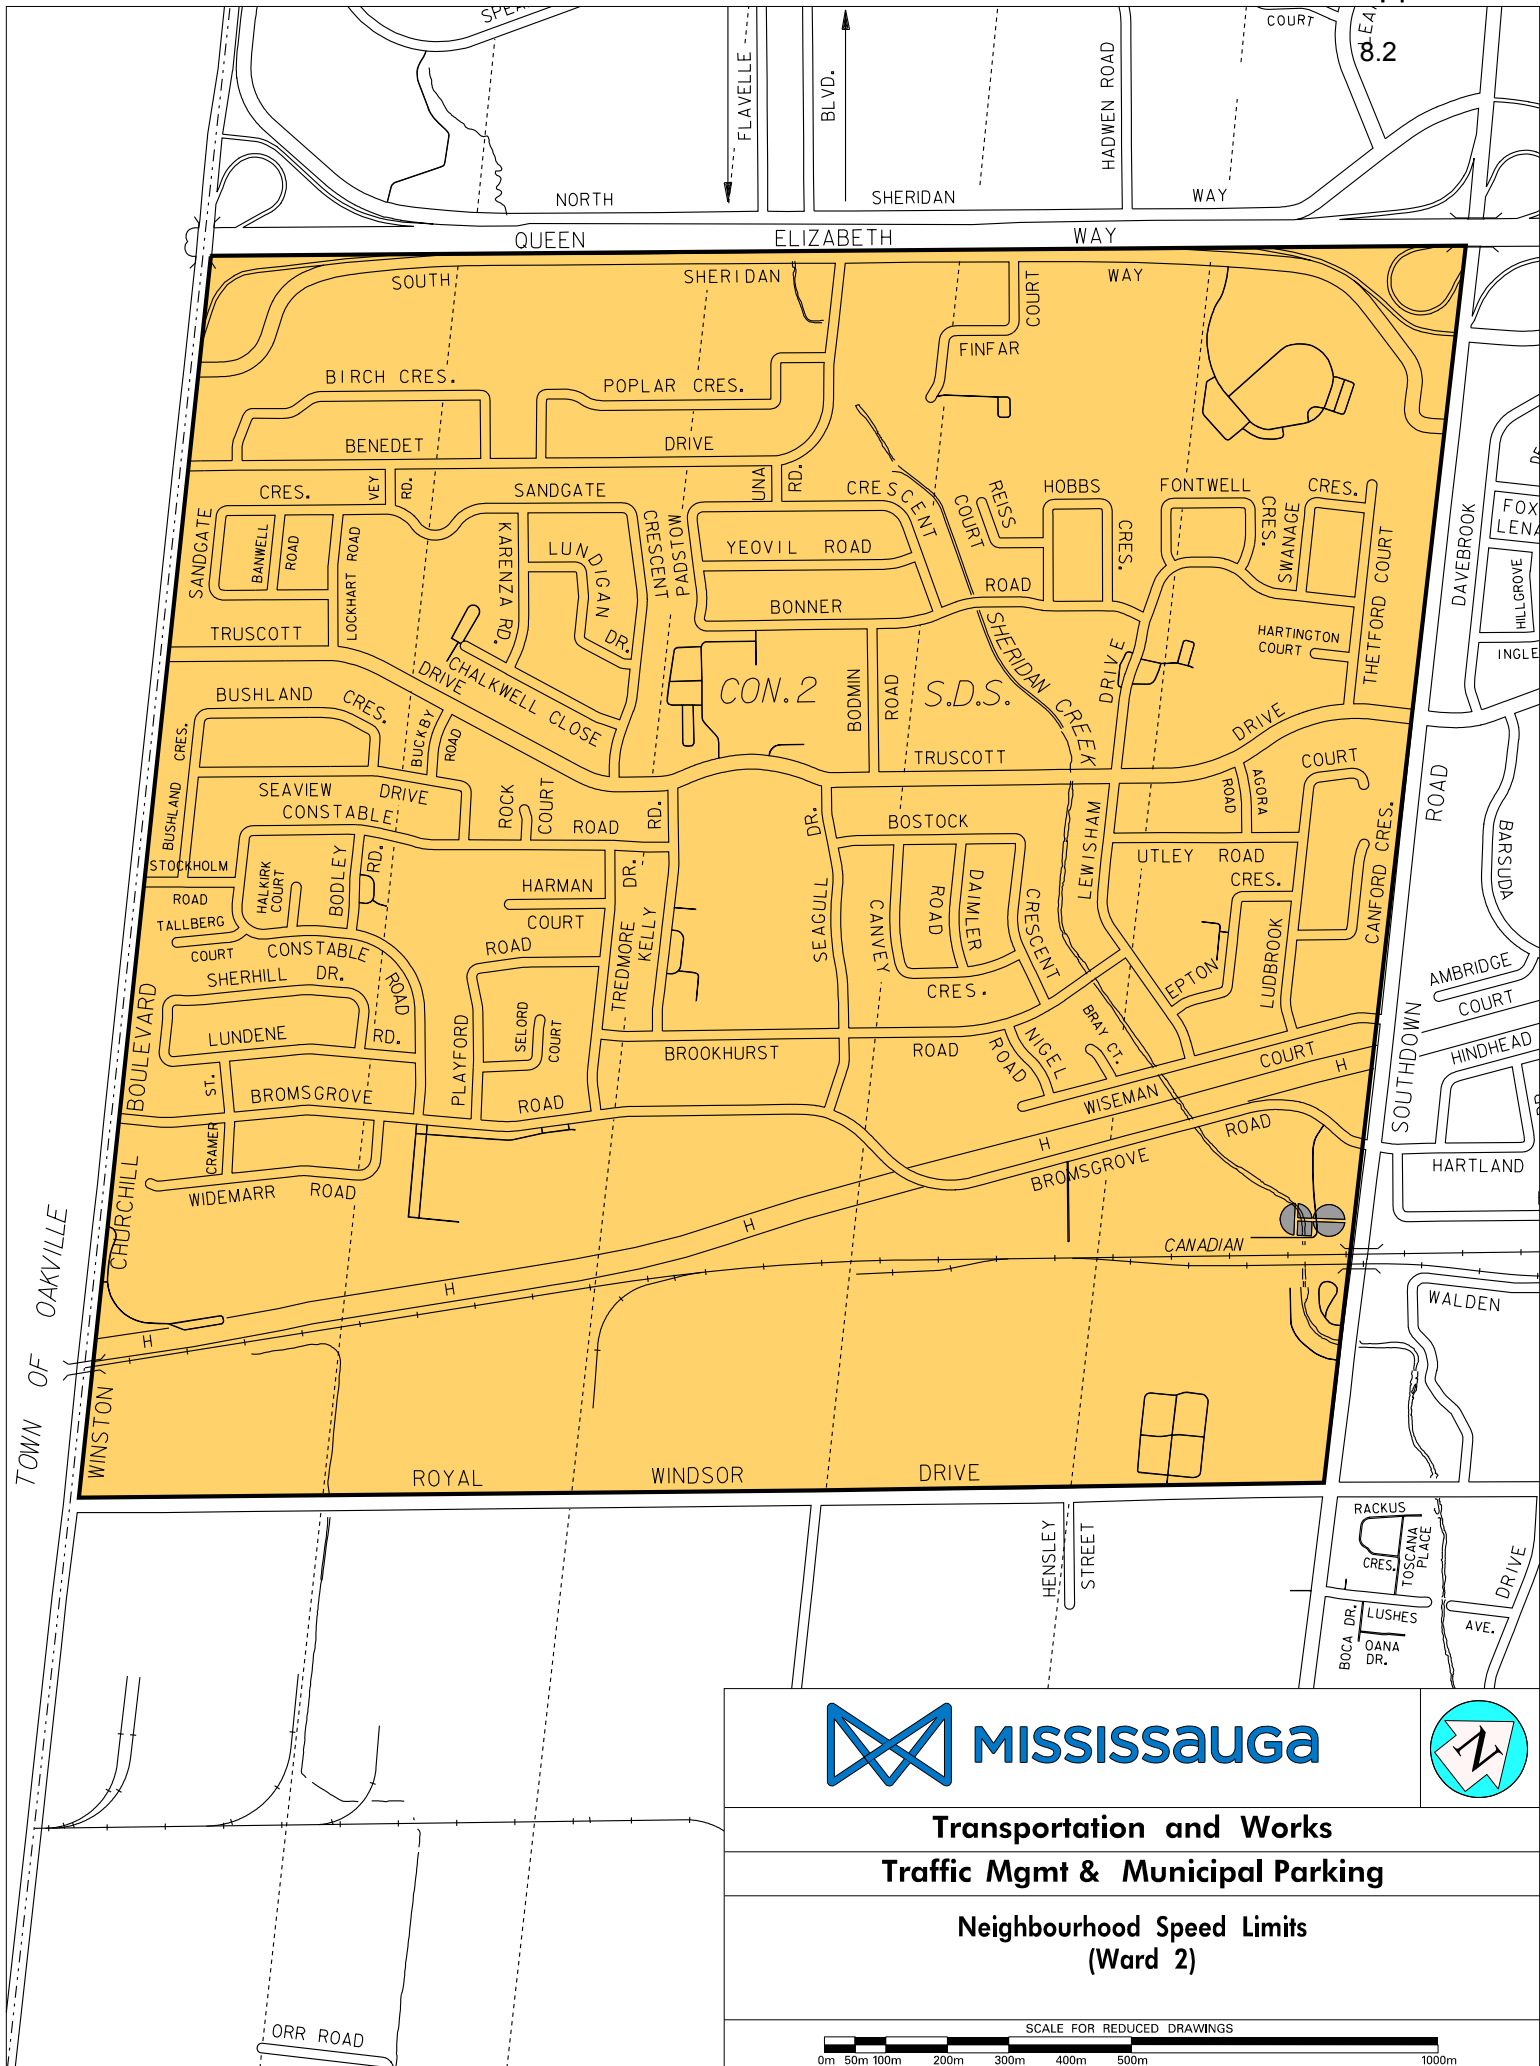 8.2
COURT
FLAVELLE
BLVD.
HADWEN ROAD
NORTH SHERIDAN WAY
QUEEN ELIZABETH WAY
SOUTH SHERIDAN WAY
FINFAR
COURT
BIRCH CRES.
POPLAR CRES.
BENEDET DRIVE
SANDGATE CRES.
VEY RD.
SANDGATE
CRESCENT
UNA RD.
PADSTOW
CRESCENT
REISS
COURT
HOBBS
CRES.
FONTWELL
CRES.
SWANAGE
CRES.
THETFORD COURT
DAVEBROOK
ROAD
HILLGROVE
INGLE
BANWELL
ROAD
LOCKHART ROAD
KARENZA RD.
LUNDIGAN
DR.
YEOVIL ROAD
BONNER ROAD
HARTINGTON
COURT
TRUSCOTT
DRIVE
CHALKWELL CLOSE
CON. 2
S.D.S.
BODMIN
ROAD
SHERIDAN CREEK
DRIVE
BUSHLAND CRES.
BUSHLAND CRES.
BUCKBY
ROAD
TRUSCOTT
DRIVE
SEAVIEW DRIVE
ROCK
COURT
CONSTABLE
ROAD
RD.
DR.
BOSTOCK
AGORA
ROAD
COURT
LEWISHAM
UTLEY ROAD
CRES.
CANFORD CRES.
BARSUDA
STOCKHOLM
ROAD
HALKIRK
COURT
BODLEY
RD.
HARMAN
COURT
DR.
TREDMORE
KELLY
SEAGULL
CANVEY
CRES.
DAIMLER
ROAD
CRESCENT
TALLBERG
COURT
CONSTABLE
ROAD
ROAD
EPTON
LUDBROOK
AMBRIDGE
COURT
SHERHILL DR.
LUNDENE RD.
PLAYFORD
SELORD
COURT
BROOKHURST ROAD
NIGEL
ROAD
BRAY CT.
WISEMAN COURT
HINDHEAD
SOUTHDOWN
BOULEVARD
ST.
CRAMER
BROMSGROVE ROAD
WIDEMARR ROAD
BROMSGROVE ROAD
HARTLAND
CHURCHILL
H
H
H
H
H
CANADIAN
WALDEN
TOWN OF OAKVILLE
WINSTON
ROYAL WINDSOR DRIVE
HENSLEY
STREET
RACKUS
CRES.
TOSCANA
PLACE
DRIVE
LUSHES
AVE.
BOCA DR.
OANA
DR.
ORR ROAD
MISSISSauGa
N
Transportation and Works
Traffic Mgmt & Municipal Parking
Neighbourhood Speed Limits
(Ward 2)
SCALE FOR REDUCED DRAWINGS
0m 50m 100m 200m 300m 400m 500m 1000m